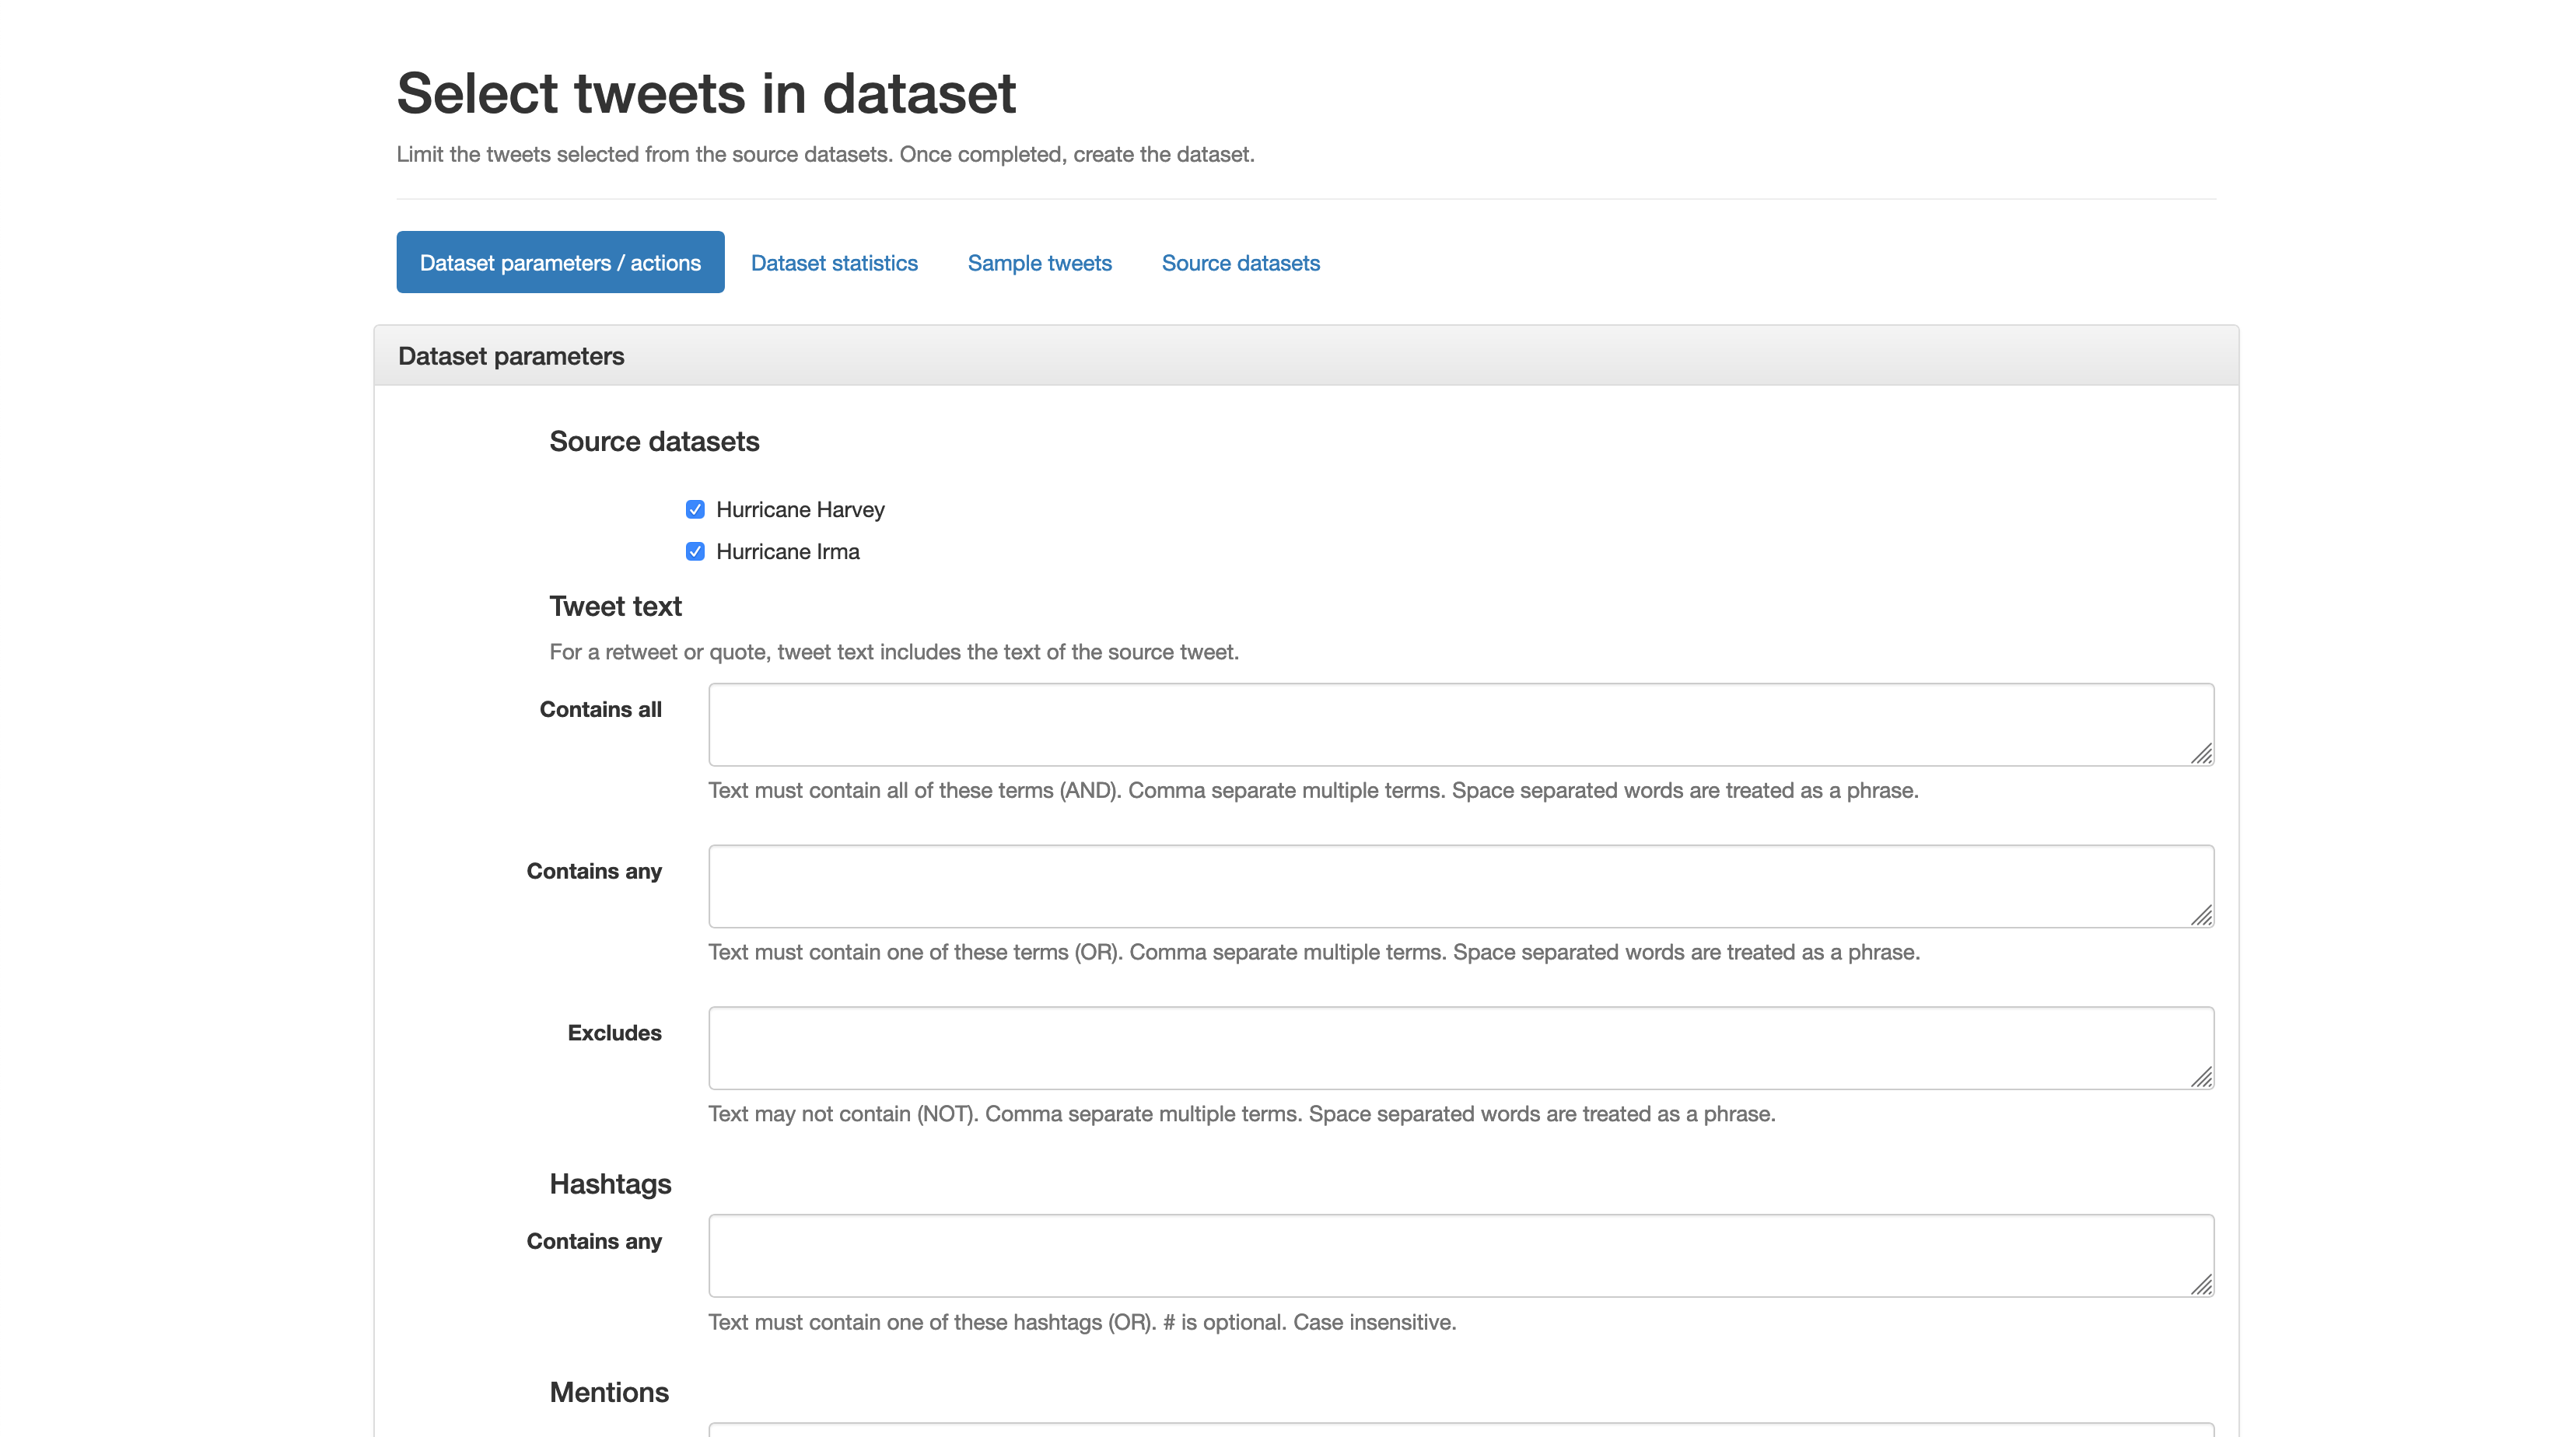 Select tweets in dataset
Limit the tweets selected from the source datasets. Once completed, create the dataset.
Dataset parameters / actions
Dataset statistics
Sample tweets
Source datasets
Dataset parameters
Source datasets
Hurricane Harvey
Hurricane Irma
Tweet text
For a retweet or quote, tweet text includes the text of the source tweet.
Contains all
Text must contain all of these terms (AND). Comma separate multiple terms. Space separated words are treated as a phrase.
Contains any
Text must contain one of these terms (OR). Comma separate multiple terms. Space separated words are treated as a phrase.
Excludes
Text may not contain (NOT). Comma separate multiple terms. Space separated words are treated as a phrase.
Hashtags
Contains any
Text must contain one of these hashtags (OR). # is optional. Case insensitive.
Mentions